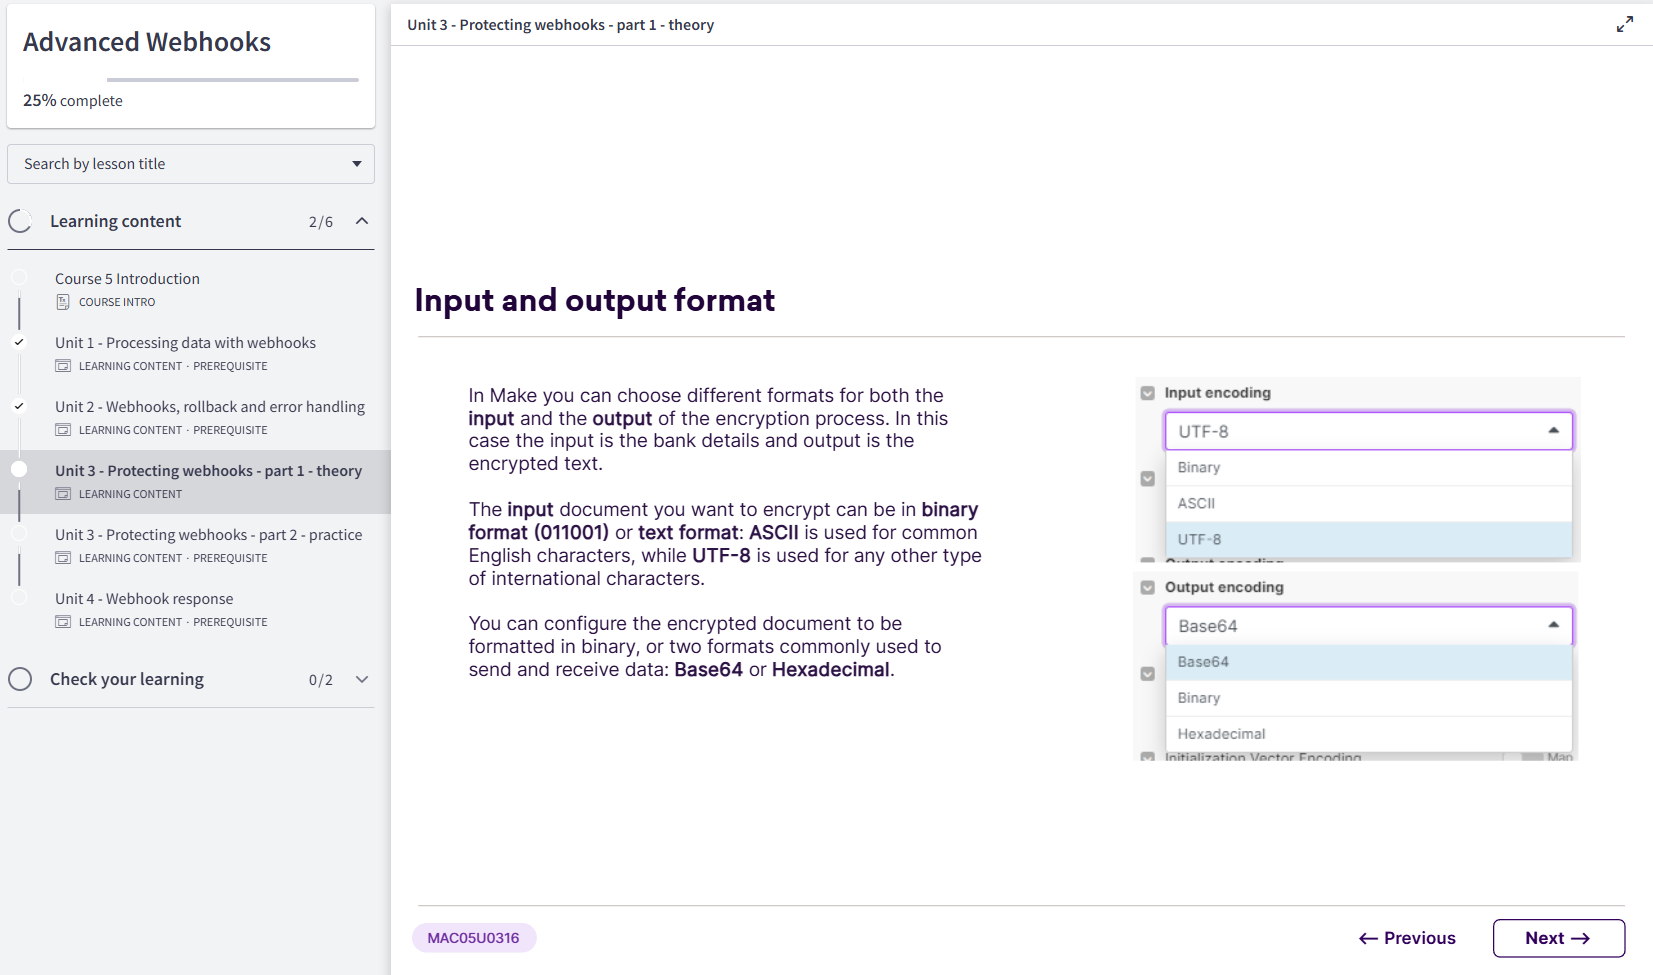 Advanced Webhooks
25% complete
Search by lesson title
Learning content 2/6
Course 5 Introduction
COURSE INTRO
Unit 1 - Processing data with webhooks
LEARNING CONTENT · PREREQUISITE
Unit 2 - Webhooks, rollback and error handling
LEARNING CONTENT · PREREQUISITE
Unit 3 - Protecting webhooks - part 1 - theory
LEARNING CONTENT
Unit 3 - Protecting webhooks - part 2 - practice
LEARNING CONTENT · PREREQUISITE
Unit 4 - Webhook response
LEARNING CONTENT · PREREQUISITE
Check your learning 0/2
Unit 3 - Protecting webhooks - part 1 - theory
Input and output format
In Make you can choose different formats for both the
input and the output of the encryption process. In this
case the input is the bank details and output is the
encrypted text.
The input document you want to encrypt can be in binary
format (011001) or text format: ASCII is used for common
English characters, while UTF-8 is used for any other type
of international characters.
You can configure the encrypted document to be
formatted in binary, or two formats commonly used to
send and receive data: Base64 or Hexadecimal.
Input encoding
UTF-8
Binary
ASCII
UTF-8
Output encoding
Output encoding
Base64
Base64
Binary
Hexadecimal
Initialization Vector Encoding Map
MAC05U0316
← Previous
Next →